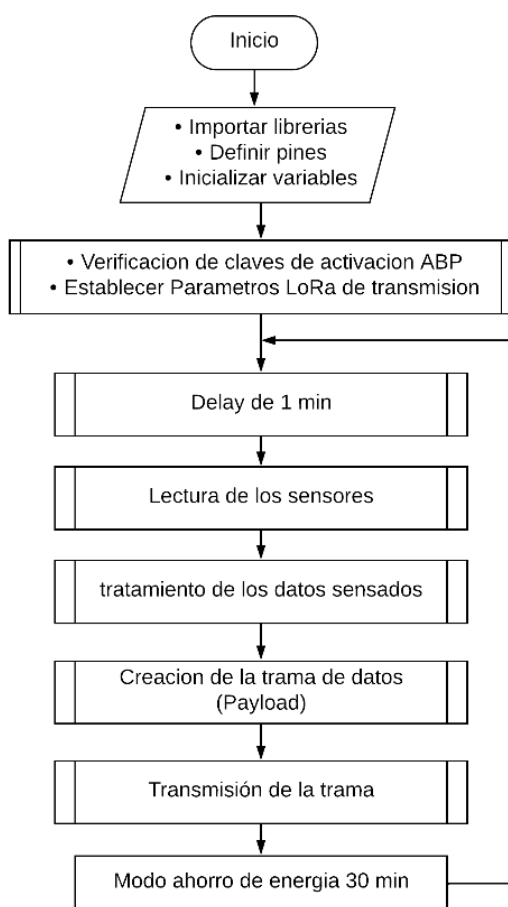 Inicio
• Importar librerias
• Definir pines
• Inicializar variables
• Verificacion de claves de activacion ABP
• Establecer Parametros LoRa de transmision
Delay de 1 min
Lectura de los sensores
tratamiento de los datos sensados
Creacion de la trama de datos
(Payload)
Transmisión de la trama
Modo ahorro de energia 30 min